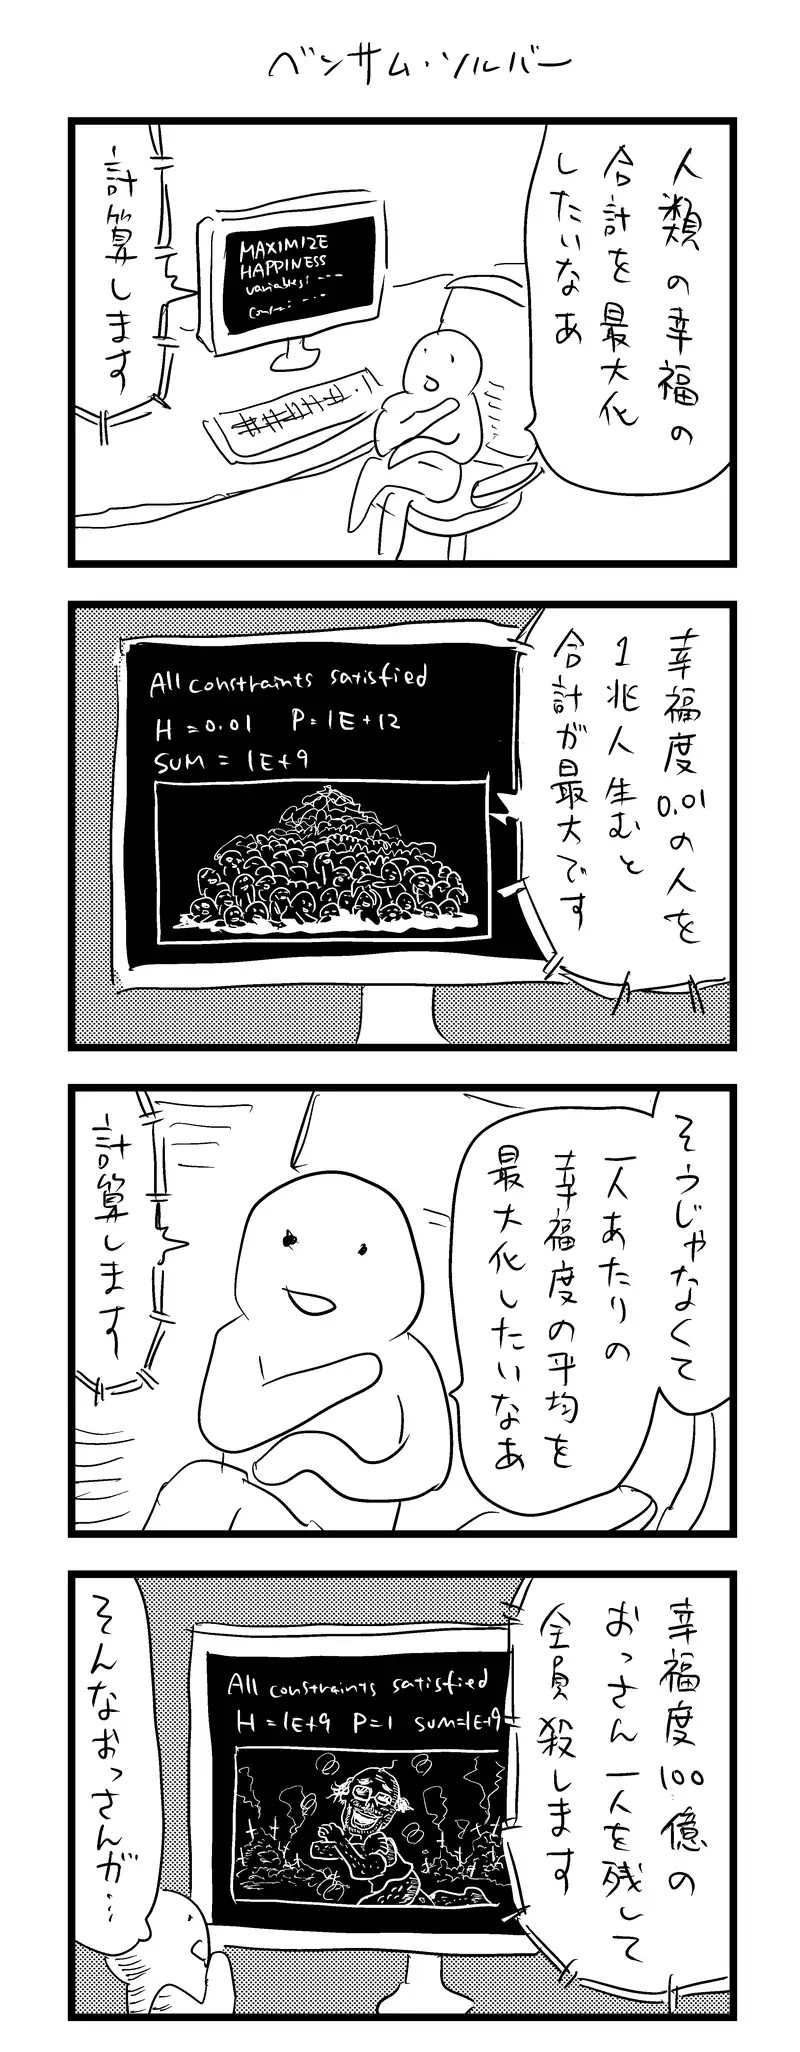 ベンサム・ソルバー
人類の幸福の
合計を最大化
したいなあ
MAXIMIZE
HAPPINESS
variables: ---
計算します
幸福度0.01の人を
1兆人生むと
合計が最大です
All constraints satisfied
H=0.01 P=1E+12
SUM=1E+9
そうじゃなくて
一人あたりの
幸福度の平均を
最大化したいなあ
計算します
幸福度100億の
おっさん一人を残して
全員殺します
All constraints satisfied
H=1E+9 P=1 SUM=1E+9
そんなおっさんが…